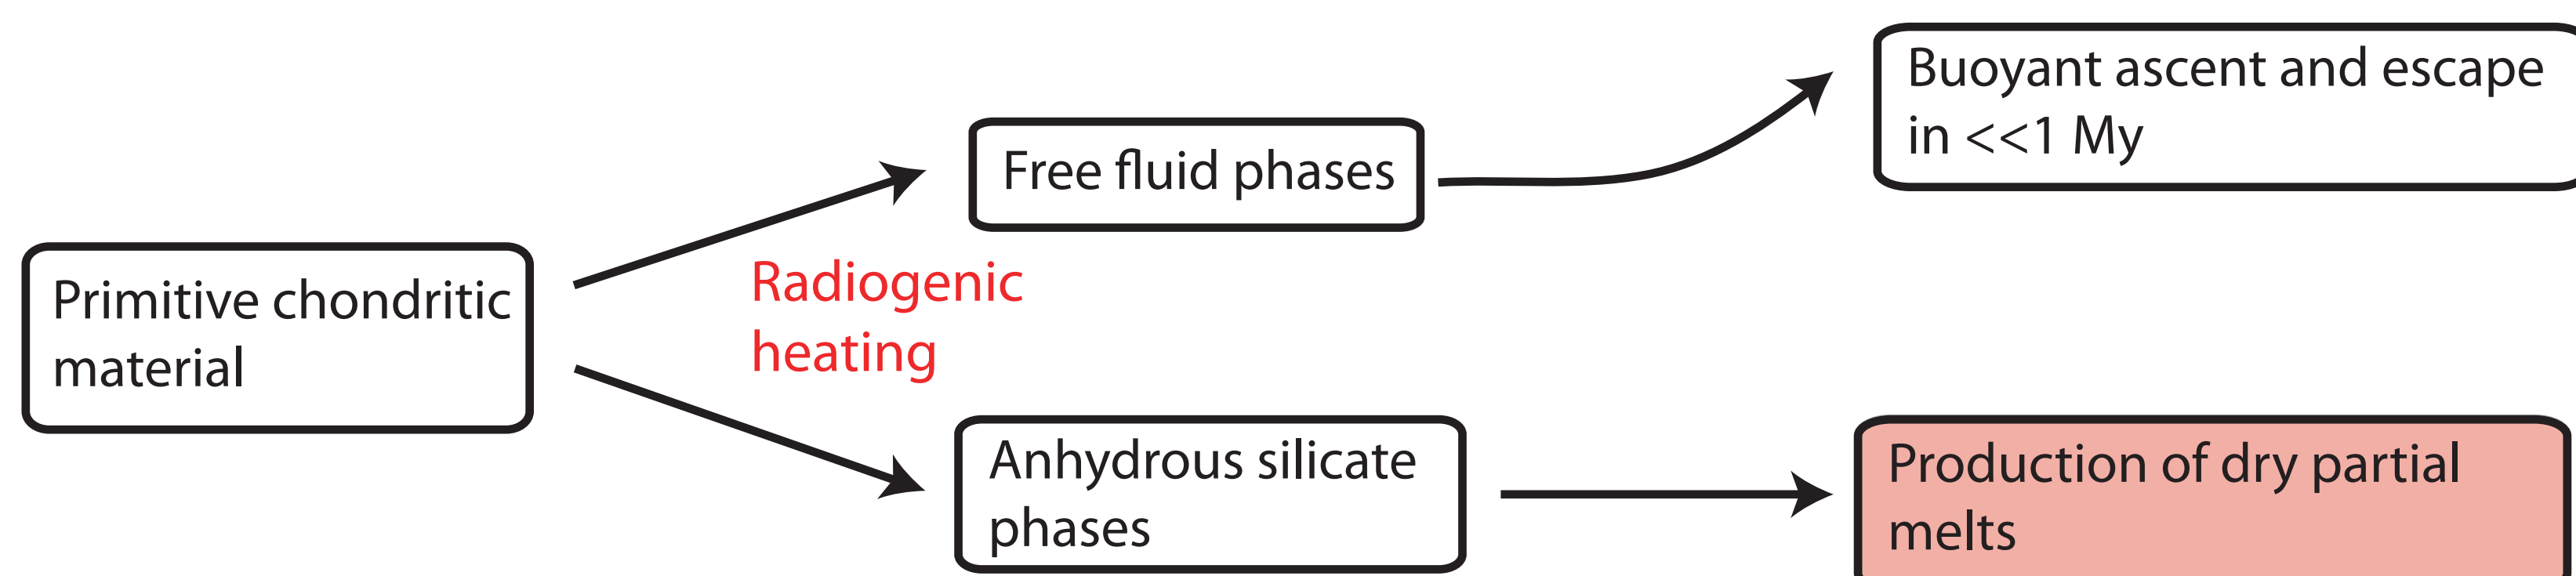 Buoyant ascent and escape
in <<1 My
Free fluid phases
Primitive chondritic
material
Radiogenic
heating
Anhydrous silicate
phases
Production of dry partial
melts